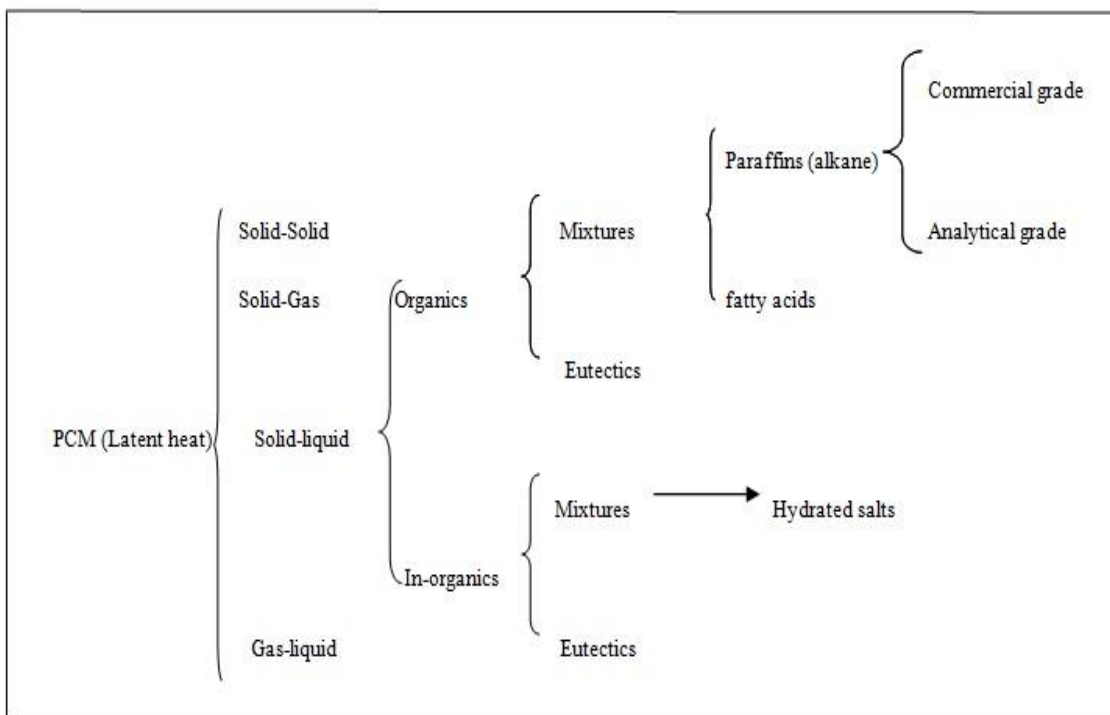 Commercial grade
Paraffins (alkane)
Solid-Solid
Mixtures
Analytical grade
Solid-Gas
Organics
fatty acids
Eutectics
PCM (Latent heat)
Solid-liquid
Mixtures
Hydrated salts
In-organics
Gas-liquid
Eutectics